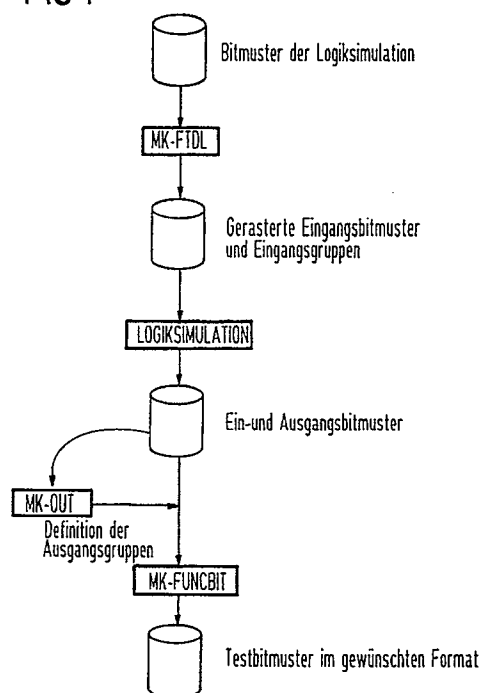 Bitmuster der Logiksimulation
MK-FTDL
Gerasterte Eingangsbitmuster
und Eingangsgruppen
LOGIKSIMULATION
Ein-und Ausgangsbitmuster
MK-OUT
Definition der
Ausgangsgruppen
MK-FUNCBIT
Testbitmuster im gewünschten Format